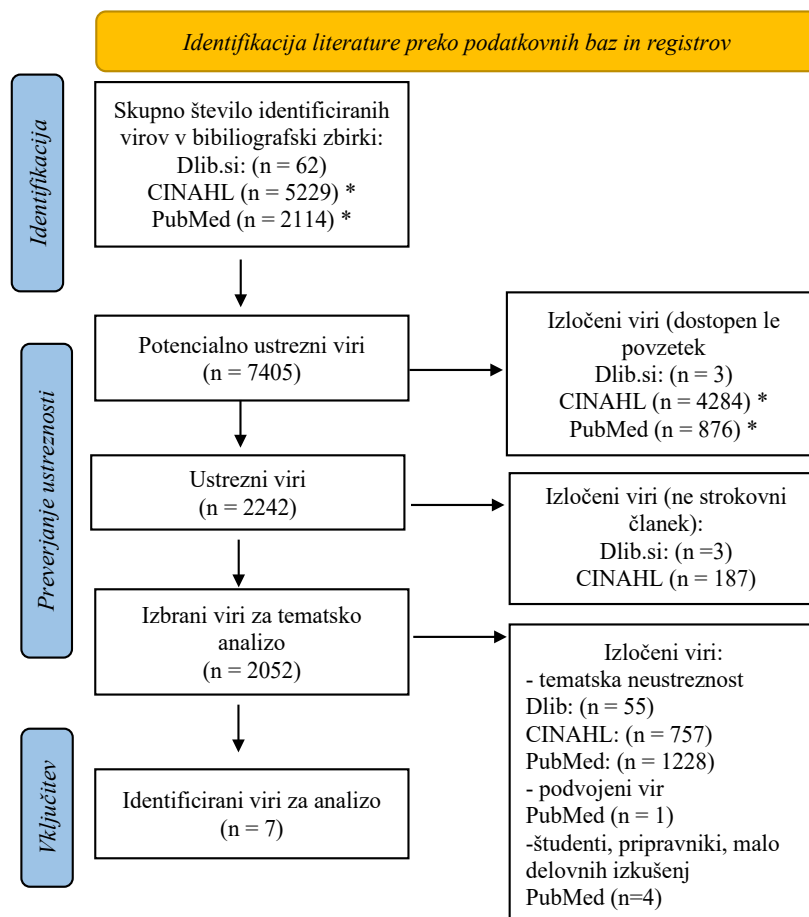 Identifikacija literature preko podatkovnih baz in registrov
Identifikacija
Skupno število identificiranih
virov v bibiliografski zbirki:
Dlib.si: (n = 62)
CINAHL (n = 5229) *
PubMed (n = 2114) *
Preverjanje ustreznosti
Potencialno ustrezni viri
(n = 7405)
Izločeni viri (dostopen le
povzetek
Dlib.si: (n = 3)
CINAHL (n = 4284) *
PubMed (n = 876) *
Ustrezni viri
(n = 2242)
Izločeni viri (ne strokovni
članek):
Dlib.si: (n =3)
CINAHL (n = 187)
Izbrani viri za tematsko
analizo
(n = 2052)
Izločeni viri:
- tematska neustreznost
Dlib: (n = 55)
CINAHL: (n = 757)
PubMed: (n = 1228)
- podvojeni vir
PubMed (n = 1)
-študenti, pripravniki, malo
delovnih izkušenj
PubMed (n=4)
Vključitev
Identificirani viri za analizo
(n = 7)